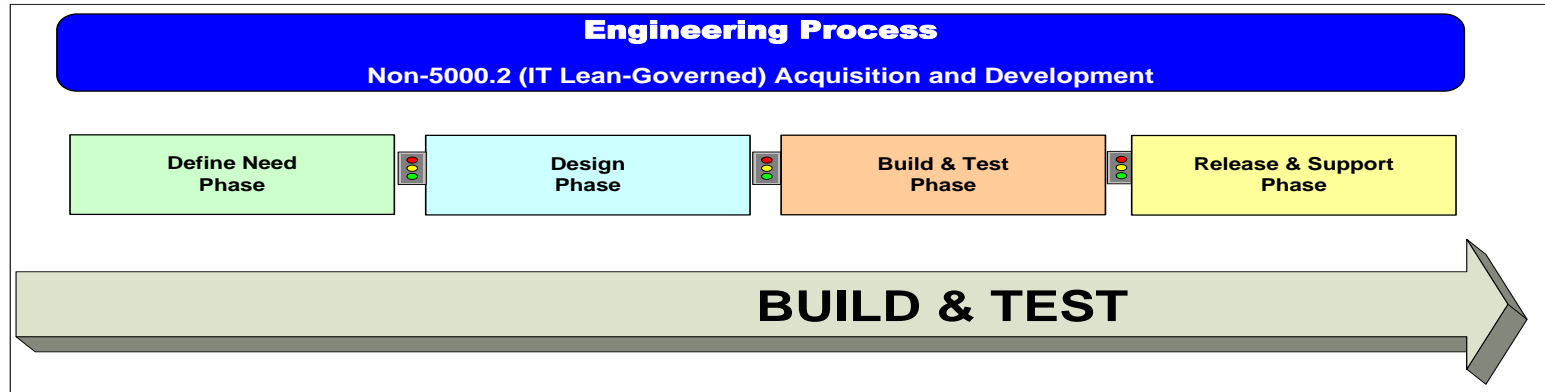 Engineering Process
Non-5000.2 (IT Lean-Governed) Acquisition and Development
Define Need
Phase
Design
Phase
Build & Test
Phase
Release & Support
Phase
BUILD & TEST